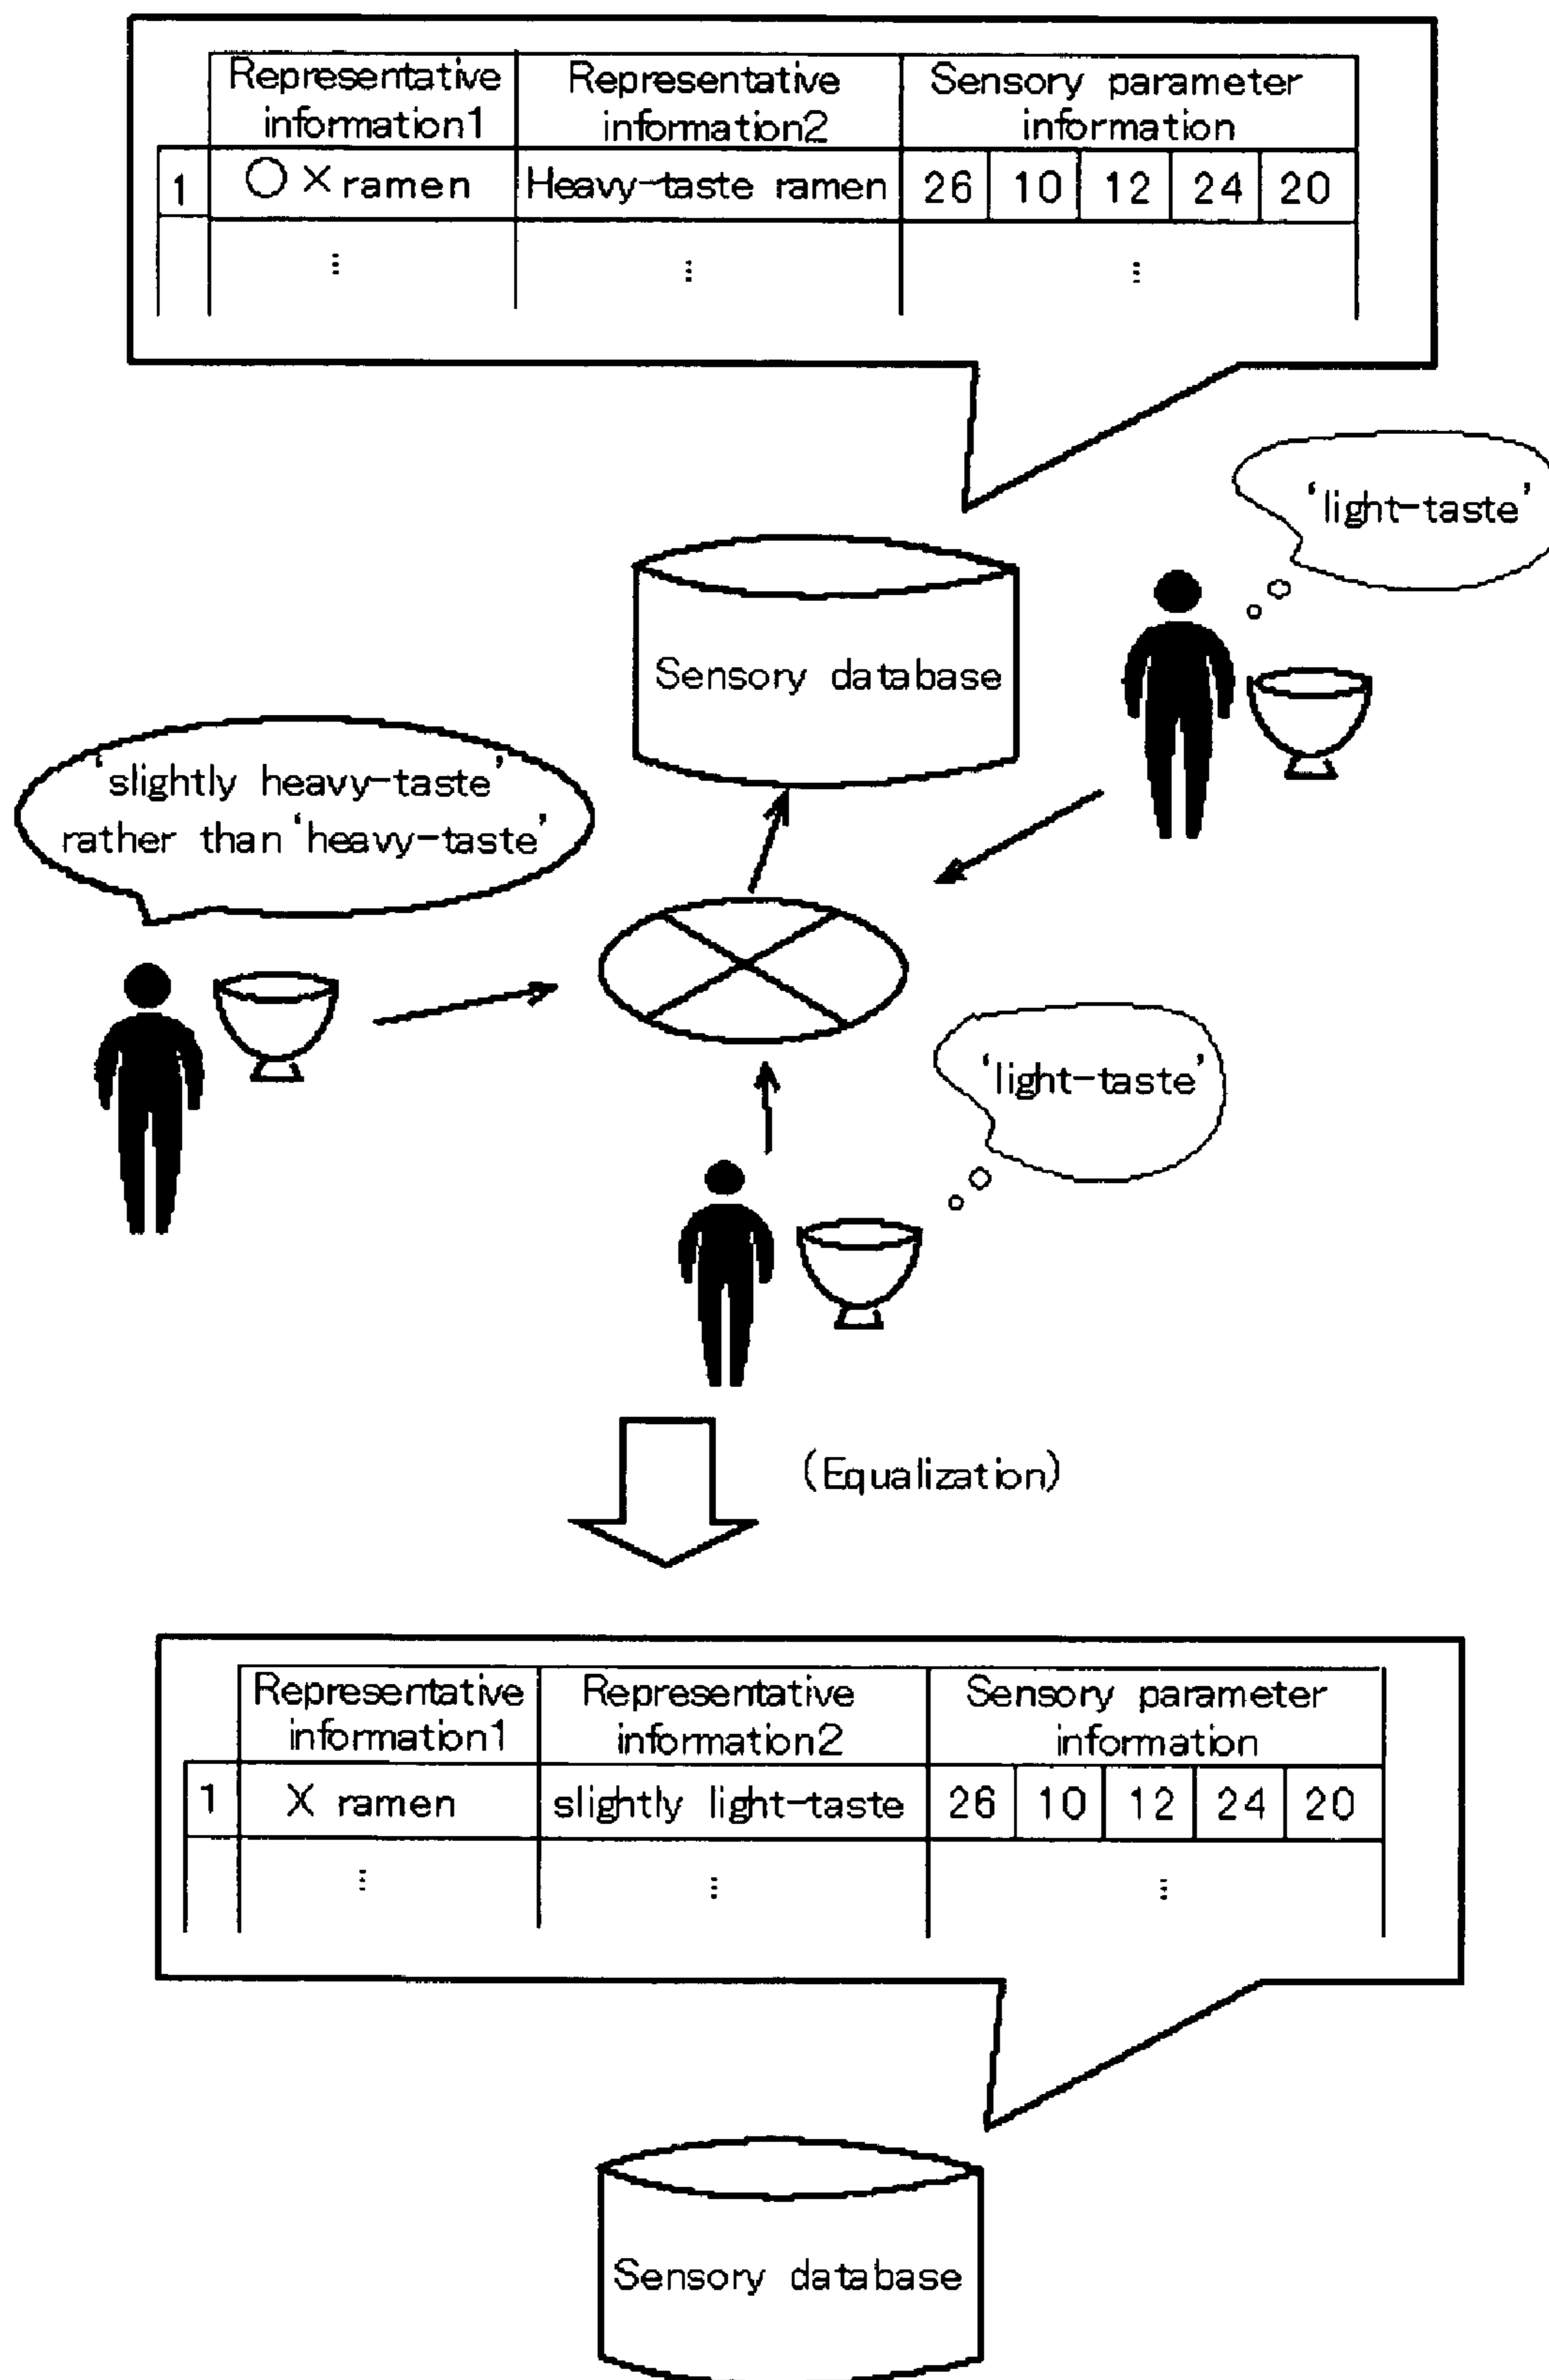 Representative Representative Sensory parameter
information1 information2 information
1 ○×ramen Heavy-taste ramen 26 10 12 24 20
⋮ ⋮ ⋮
'light-taste'
Sensory database
'slightly heavy-taste'
rather than 'heavy-taste'
'light-taste'
(Equalization)
Representative Representative Sensory parameter
information1 information2 information
1 X ramen slightly light-taste 26 10 12 24 20
⋮ ⋮ ⋮
Sensory database